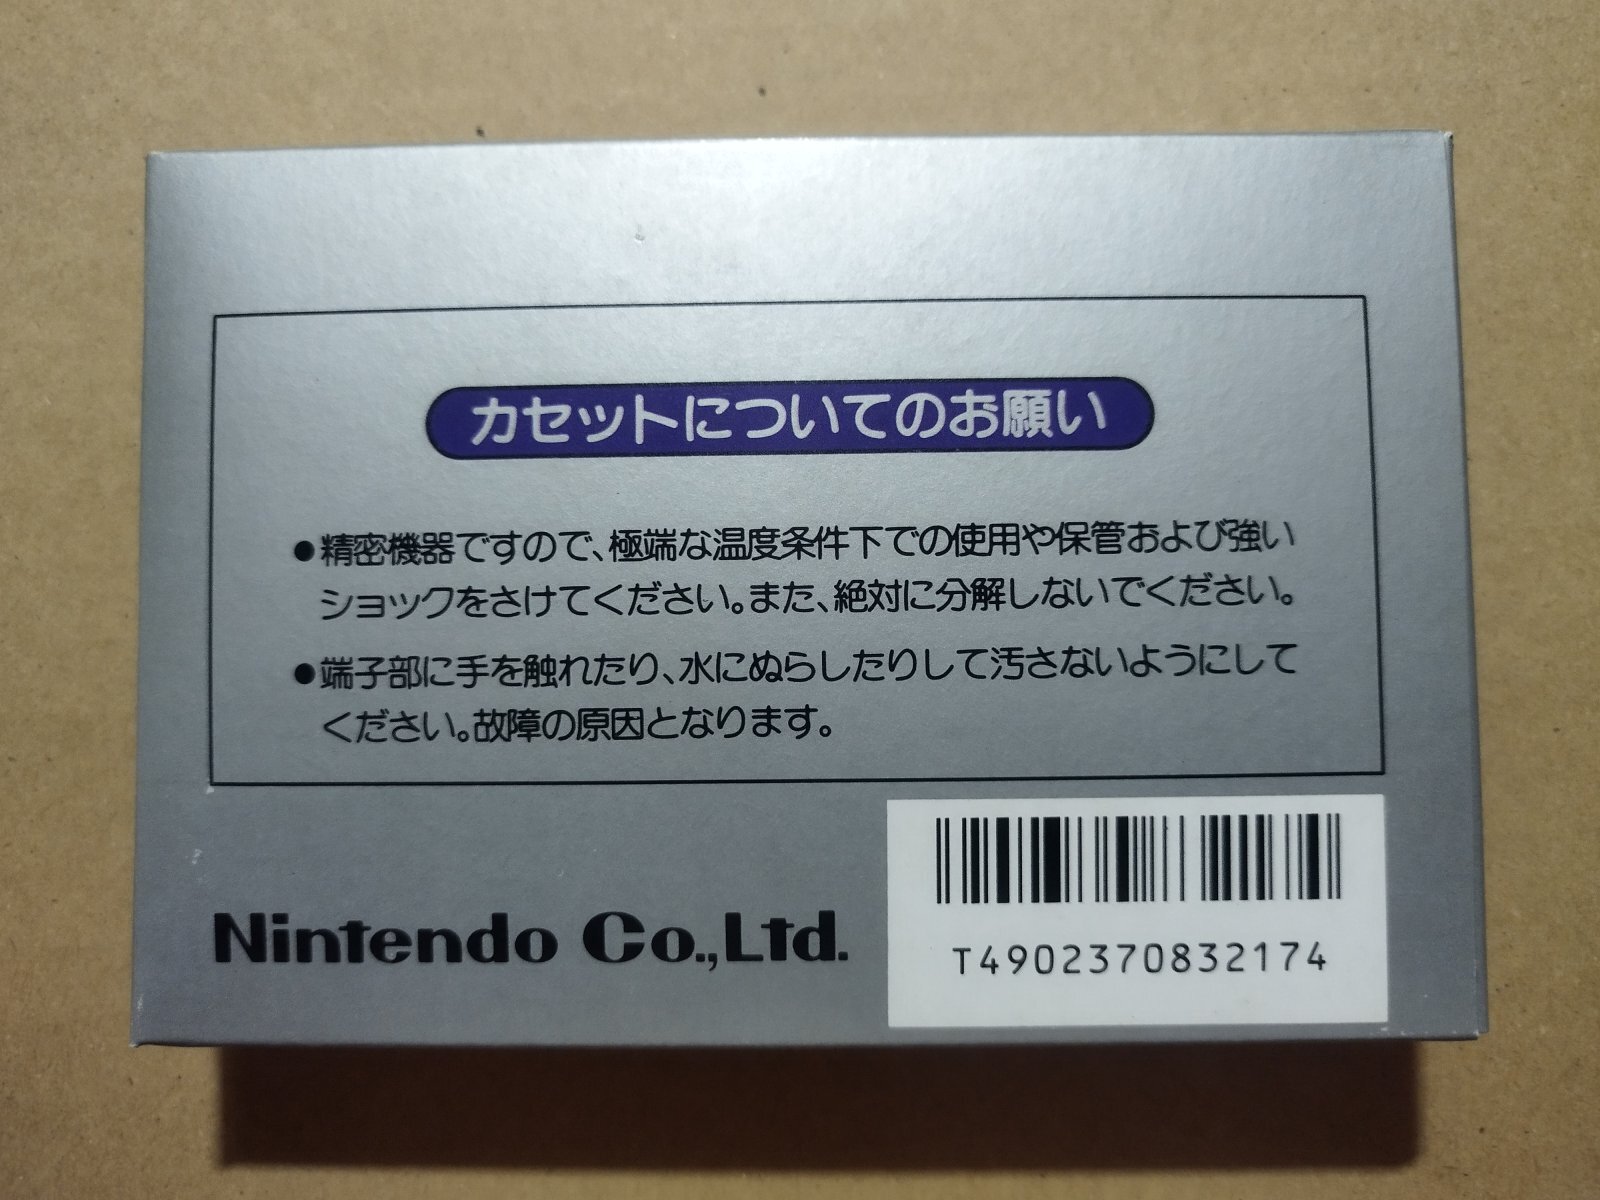 カセットについてのお願い
●精密機器ですので、極端な温度条件下での使用や保管および強い
ショックをさけてください。また、絶対に分解しないでください。
●端子部に手を触れたり、水にぬらしたりして汚さないようにして
ください。故障の原因となります。
Nintendo Co.,Ltd.
T4902370832174